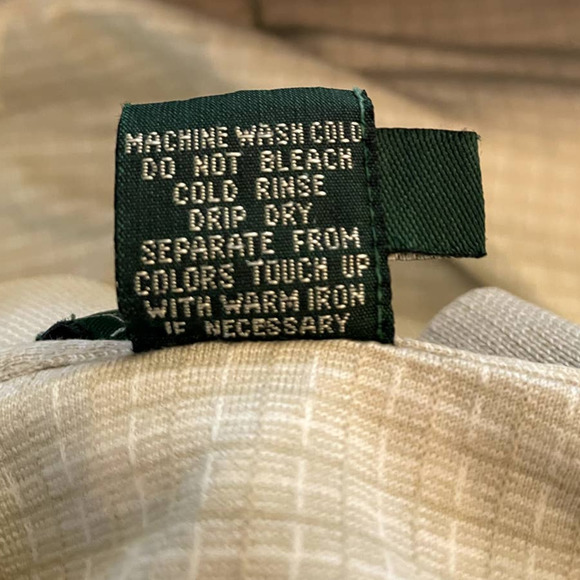 MACHINE WASH COLD
DO NOT BLEACH
COLD RINSE
DRIP DRY
SEPARATE FROM
COLORS TOUCH UP
WITH WARM IRON
IF NECESSARY